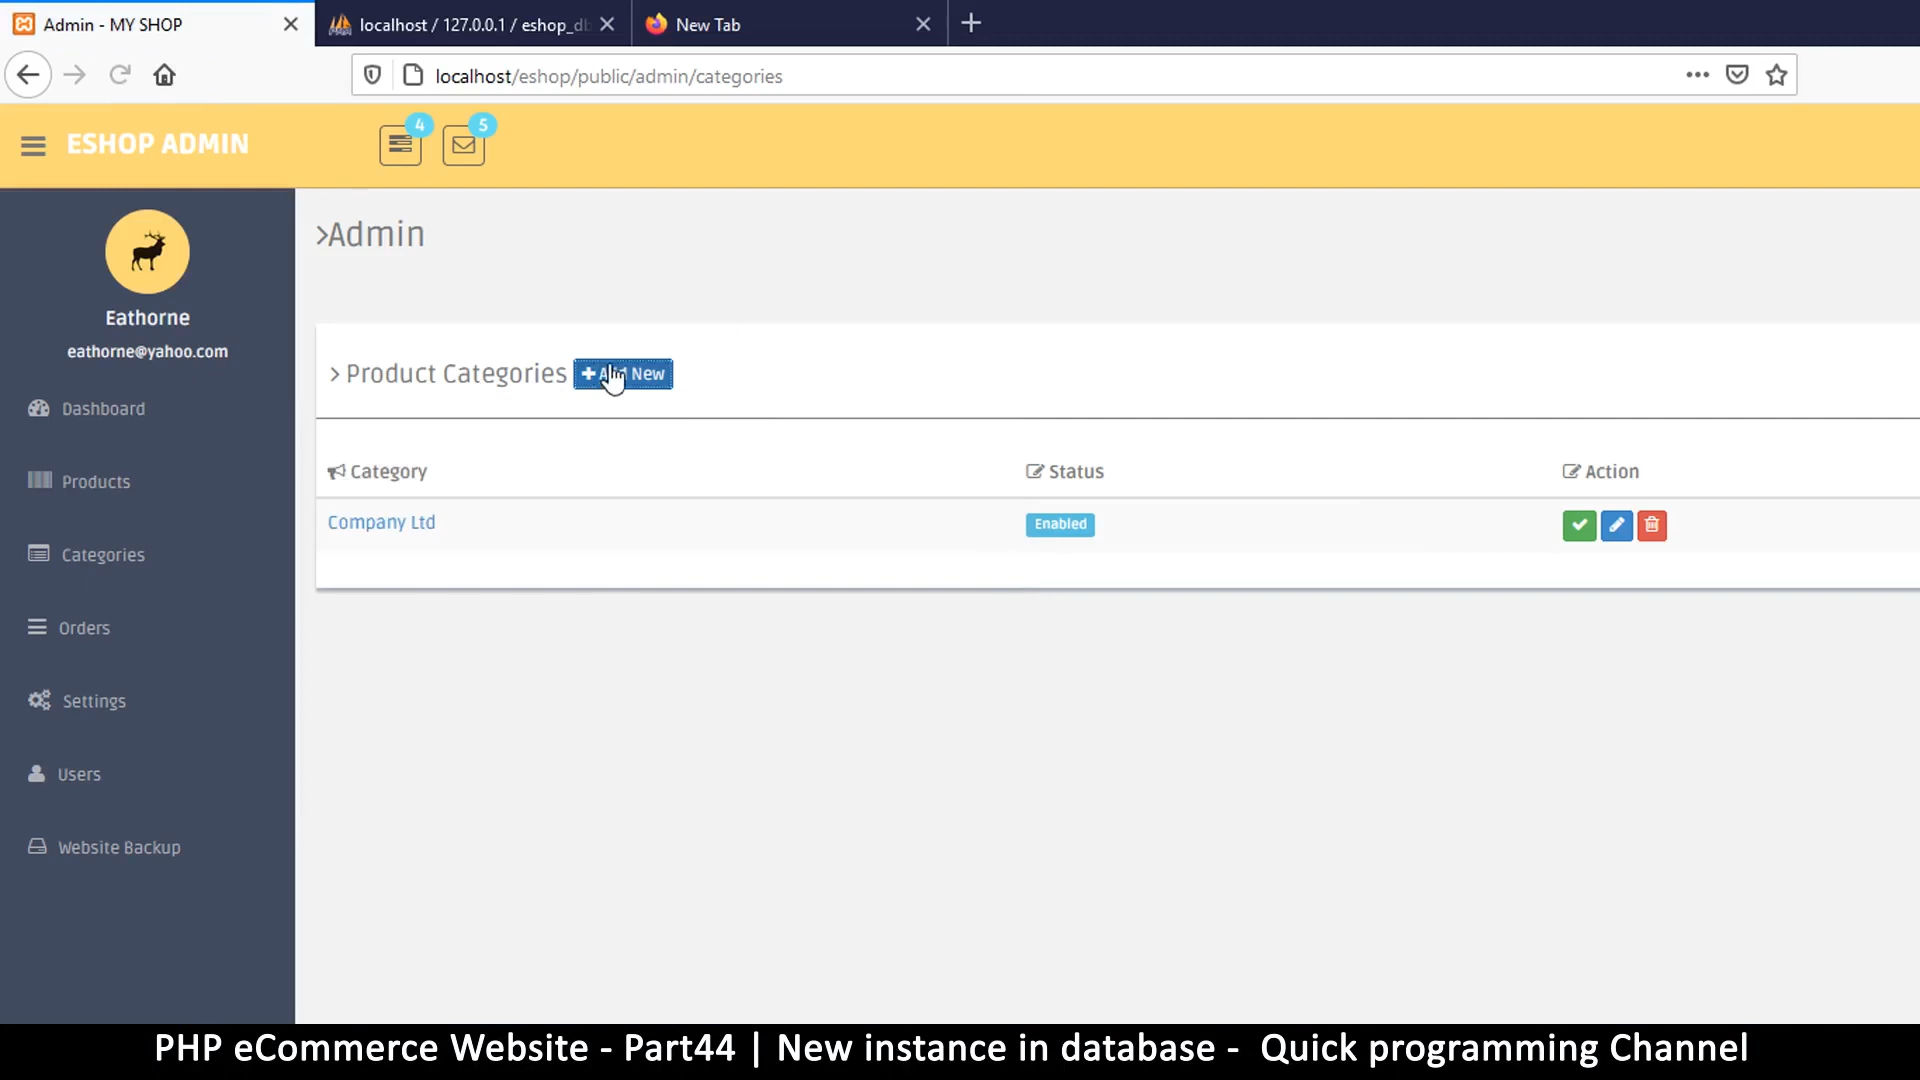 Admin - MY SHOP
localhost / 127.0.0.1 / eshop_db
New Tab
localhost/eshop/public/admin/categories
ESHOP ADMIN
4
5
Eathorne
eathorne@yahoo.com
Dashboard
Products
Categories
Orders
Settings
Users
Website Backup
>Admin
> Product Categories
+ Add New
Category
Status
Action
Company Ltd
Enabled
PHP eCommerce Website - Part44 | New instance in database - Quick programming Channel